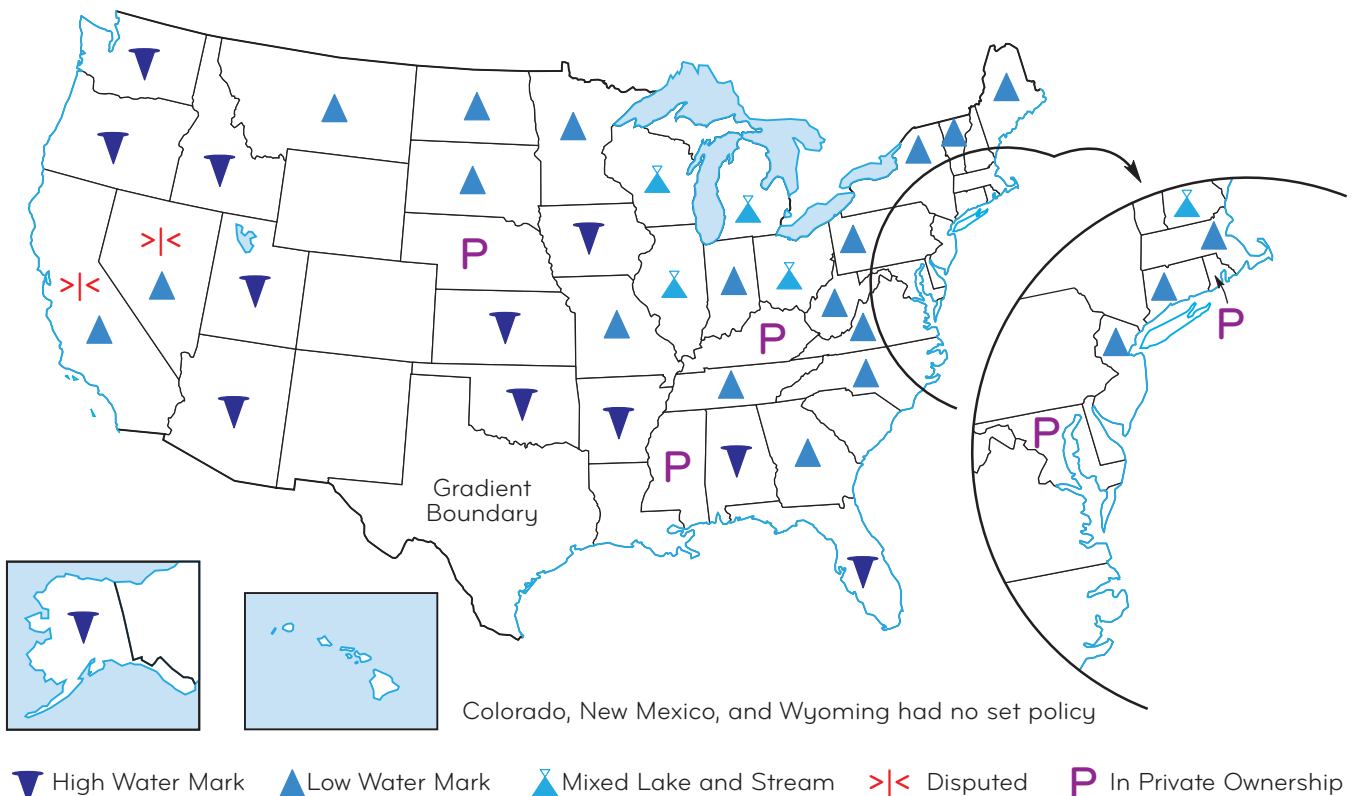 >|<
>|<
P
P
P
P
P
Gradient
Boundary
Colorado, New Mexico, and Wyoming had no set policy
High Water Mark
Low Water Mark
Mixed Lake and Stream
>|< Disputed
P In Private Ownership